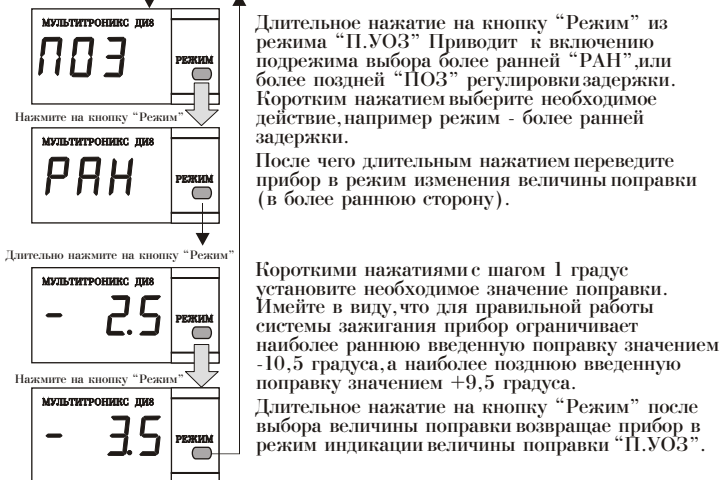 МУЛЬТИТРОНИКС ДИ8
ПОЗ
РЕЖИМ
Нажмите на кнопку “Режим”
МУЛЬТИТРОНИКС ДИ8
РАН
РЕЖИМ
Длительно нажмите на кнопку “Режим”
МУЛЬТИТРОНИКС ДИ8
- 2.5
РЕЖИМ
Нажмите на кнопку “Режим”
МУЛЬТИТРОНИКС ДИ8
- 3.5
РЕЖИМ
Длительное нажатие на кнопку “Режим” из
режима “П.УОЗ” Приводит к включению
подрежима выбора более ранней “РАН”,или
более поздней “ПОЗ” регулировки задержки.
Коротким нажатием выберите необходимое
действие,например режим - более ранней
задержки.
После чего длительным нажатием переведите
прибор в режим изменения величины поправки
(в более раннюю сторону).
Короткими нажатиями с шагом 1 градус
установите необходимое значение поправки.
Имейте в виду,что для правильной работы
системы зажигания прибор ограничивает
наиболее раннюю введенную поправку значением
-10,5 градуса,а наиболее позднюю введенную
поправку значением +9,5 градуса.
Длительное нажатие на кнопку “Режим” после
выбора величины поправки возвращае прибор в
режим индикации величины поправки “П.УОЗ”.